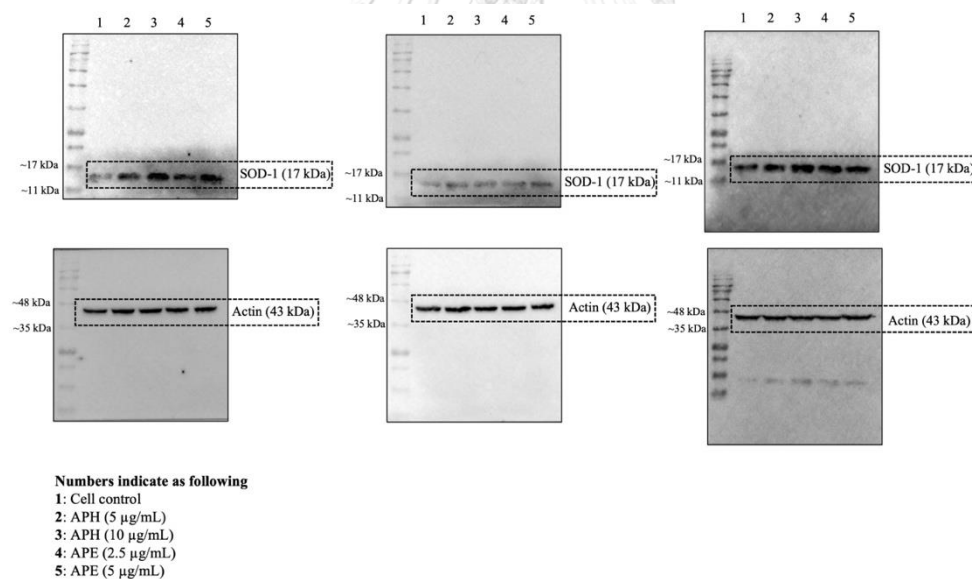 1 2 3 4 5
1 2 3 4 5
1 2 3 4 5
~17 kDa
SOD-1 (17 kDa)
~11 kDa
~17 kDa
SOD-1 (17 kDa)
~11 kDa
~17 kDa
SOD-1 (17 kDa)
~11 kDa
~48 kDa
Actin (43 kDa)
~35 kDa
~48 kDa
Actin (43 kDa)
~35 kDa
~48 kDa
Actin (43 kDa)
~35 kDa
Numbers indicate as following
1: Cell control
2: APH (5 µg/mL)
3: APH (10 µg/mL)
4: APE (2.5 µg/mL)
5: APE (5 µg/mL)